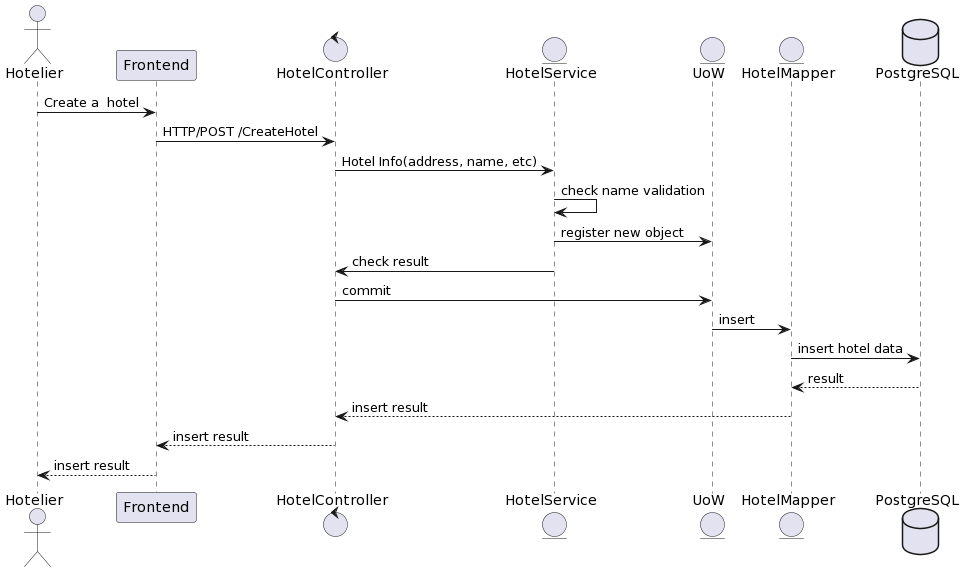 Hotelier
Frontend
HotelController
HotelService
UoW
HotelMapper
PostgreSQL
Create a  hotel
HTTP/POST /CreateHotel
Hotel Info(address, name, etc)
check name validation
register new object
check result
commit
insert
insert hotel data
result
insert result
insert result
insert result
Hotelier
Frontend
HotelController
HotelService
UoW
HotelMapper
PostgreSQL